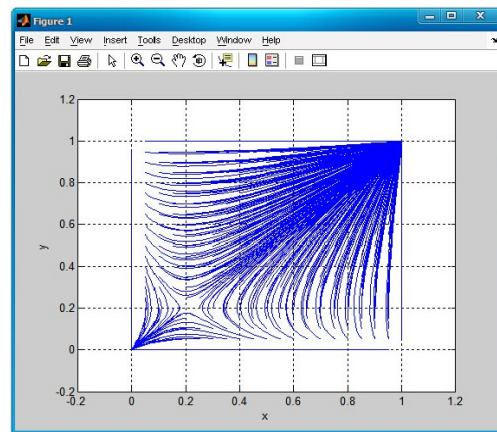 Figure 1
File Edit View Insert Tools Desktop Window Help
1.2
1
0.8
0.6
0.4
0.2
0
-0.2
y
-0.2 0 0.2 0.4 0.6 0.8 1 1.2
x